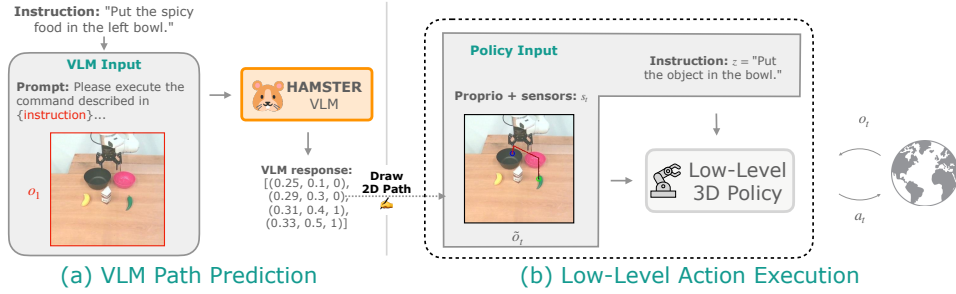 Instruction: "Put the spicy
food in the left bowl."
VLM Input
Prompt: Please execute the
command described in
{instruction}...
o₁
HAMSTER
VLM
VLM response:
[(0.25, 0.1, 0),
(0.29, 0.3, 0),
(0.31, 0.4, 1),
(0.33, 0.5, 1)]
Draw
2D Path
(a) VLM Path Prediction
Policy Input
Instruction: z = "Put
the object in the bowl."
Proprio + sensors: sₜ
õₜ
Low-Level
3D Policy
oₜ
aₜ
(b) Low-Level Action Execution